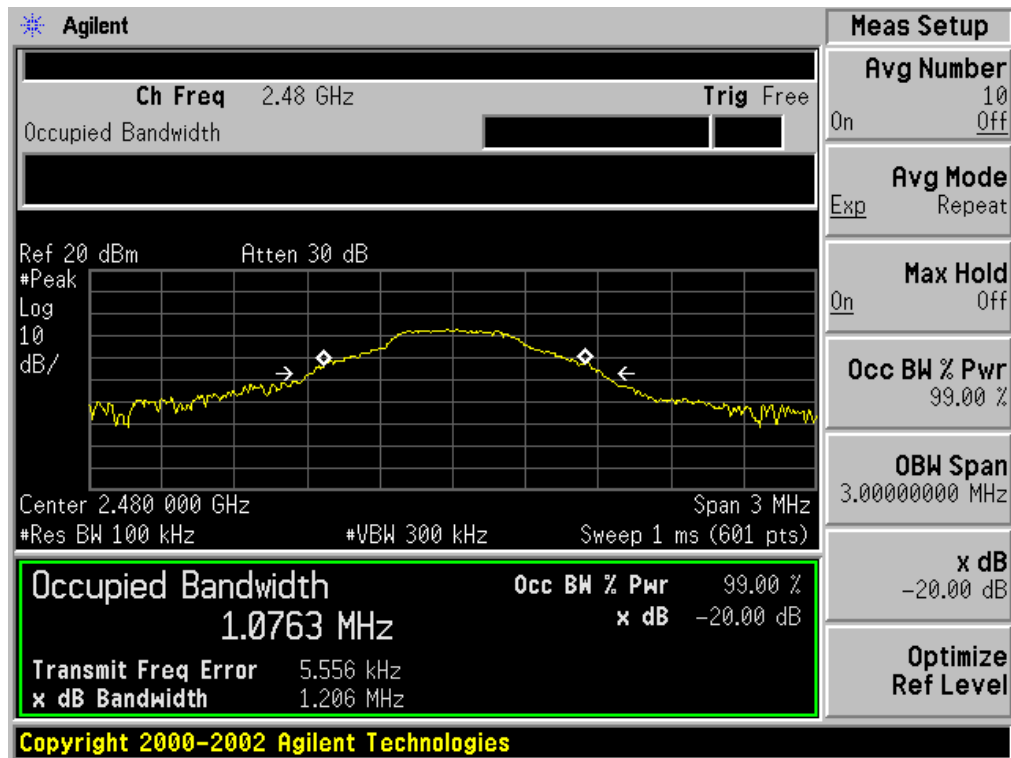 Agilent
Meas Setup
Ch Freq 2.48 GHz Trig Free
Occupied Bandwidth
Avg Number
10
On Off
Avg Mode
Exp Repeat
Max Hold
On Off
Occ BW % Pwr
99.00 %
OBW Span
3.00000000 MHz
x dB
-20.00 dB
Optimize
Ref Level
Ref 20 dBm Atten 30 dB
#Peak
Log
10
dB/
Center 2.480 000 GHz Span 3 MHz
#Res BW 100 kHz #VBW 300 kHz Sweep 1 ms (601 pts)
Occupied Bandwidth Occ BW % Pwr 99.00 %
1.0763 MHz x dB -20.00 dB
Transmit Freq Error 5.556 kHz
x dB Bandwidth 1.206 MHz
Copyright 2000-2002 Agilent Technologies